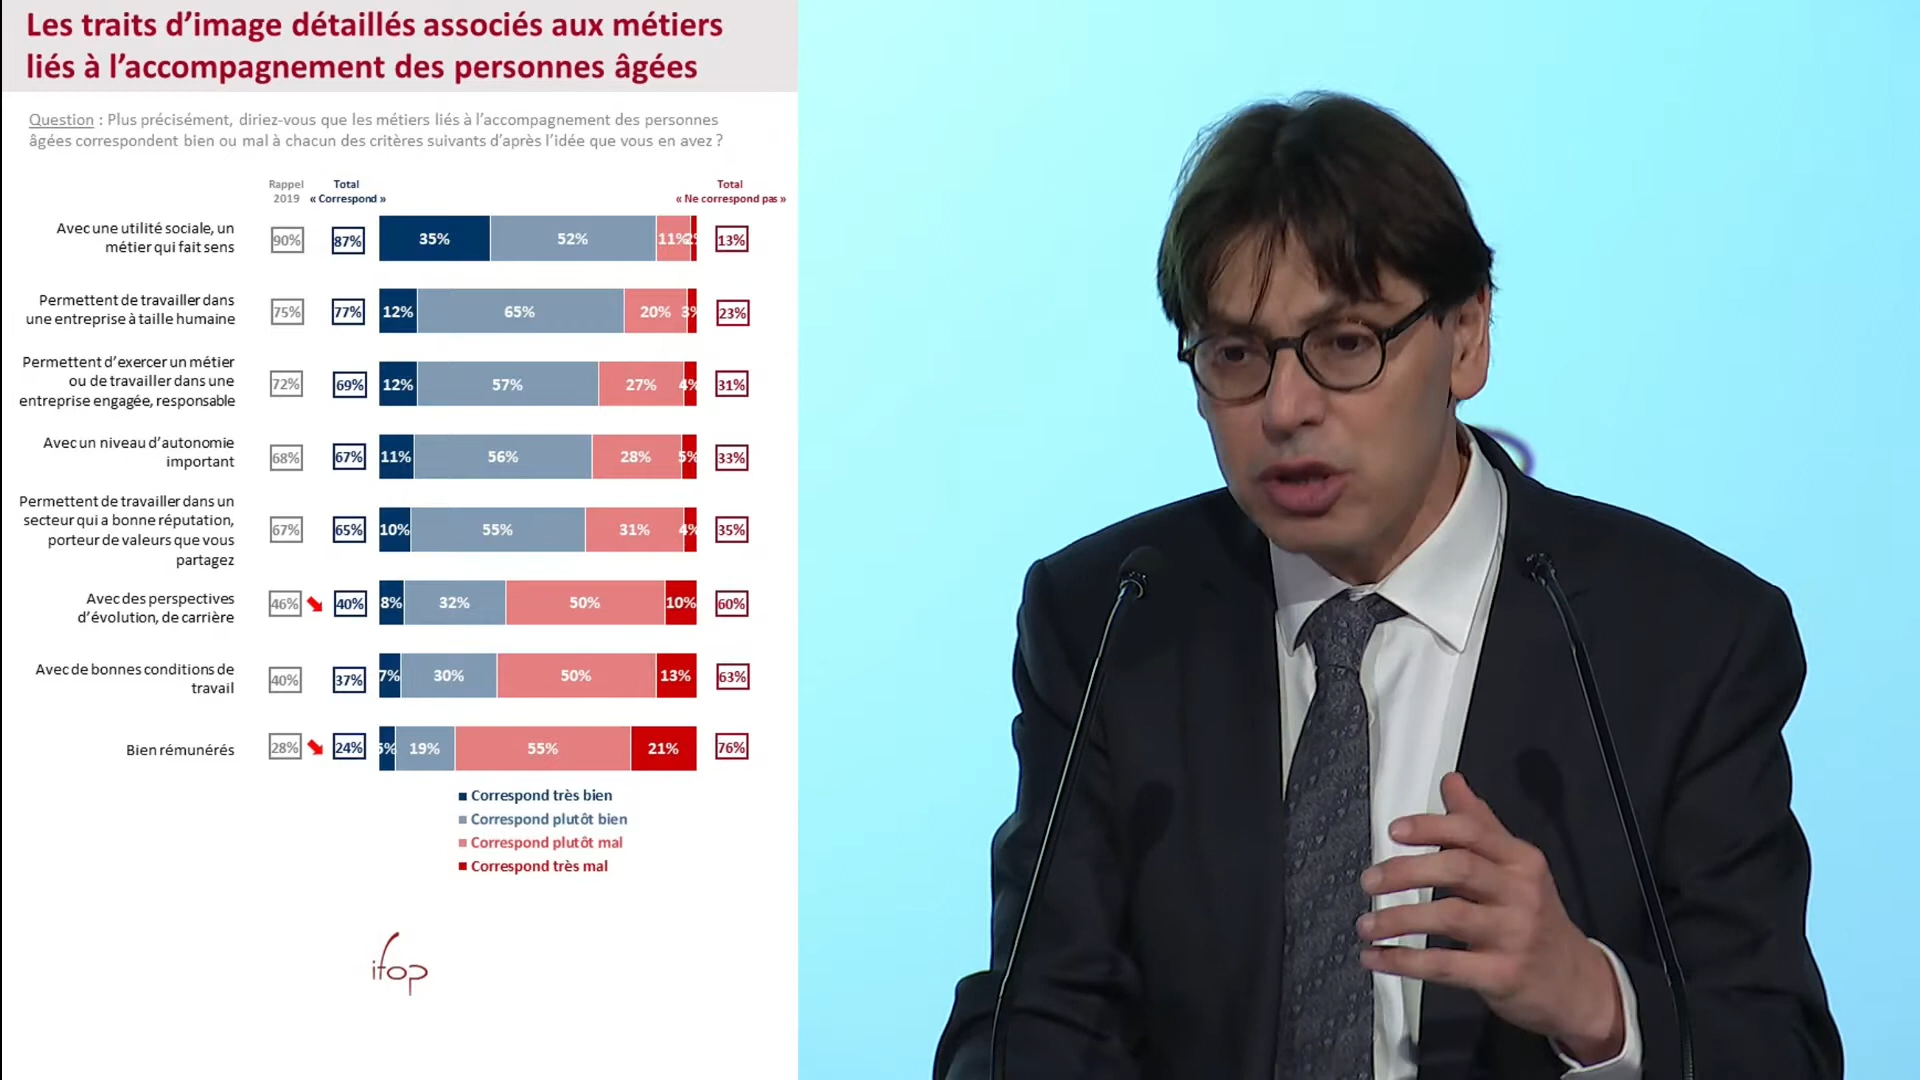 Les traits d’image détaillés associés aux métiers
liés à l’accompagnement des personnes âgées
Question : Plus précisément, diriez-vous que les métiers liés à l’accompagnement des personnes
âgées correspondent bien ou mal à chacun des critères suivants d’après l’idée que vous en avez ?
Rappel
2019
Total
« Correspond »
Total
« Ne correspond pas »
Avec une utilité sociale, un
métier qui fait sens
90% 87% 35% 52% 11% 2% 13%
Permettent de travailler dans
une entreprise à taille humaine
75% 77% 12% 65% 20% 3% 23%
Permettent d’exercer un métier
ou de travailler dans une
entreprise engagée, responsable
72% 69% 12% 57% 27% 4% 31%
Avec un niveau d’autonomie
important
68% 67% 11% 56% 28% 5% 33%
Permettent de travailler dans un
secteur qui a bonne réputation,
porteur de valeurs que vous
partagez
67% 65% 10% 55% 31% 4% 35%
Avec des perspectives
d’évolution, de carrière
46% 40% 8% 32% 50% 10% 60%
Avec de bonnes conditions de
travail
40% 37% 7% 30% 50% 13% 63%
Bien rémunérés
28% 24% 5% 19% 55% 21% 76%
Correspond très bien
Correspond plutôt bien
Correspond plutôt mal
Correspond très mal
ifop